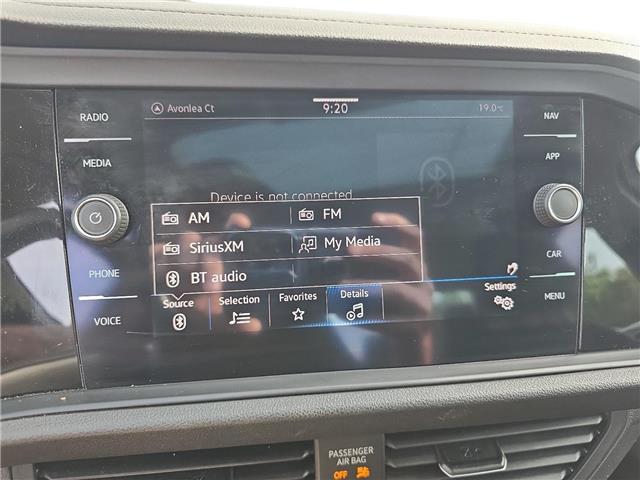 RADIO
MEDIA
PHONE
VOICE
Avonlea Ct
9:20
19.0°C
Device is not connected.
AM
FM
SiriusXM
My Media
BT audio
Source
Selection
Favorites
Details
Settings
NAV
APP
CAR
MENU
PASSENGER
AIR BAG
OFF